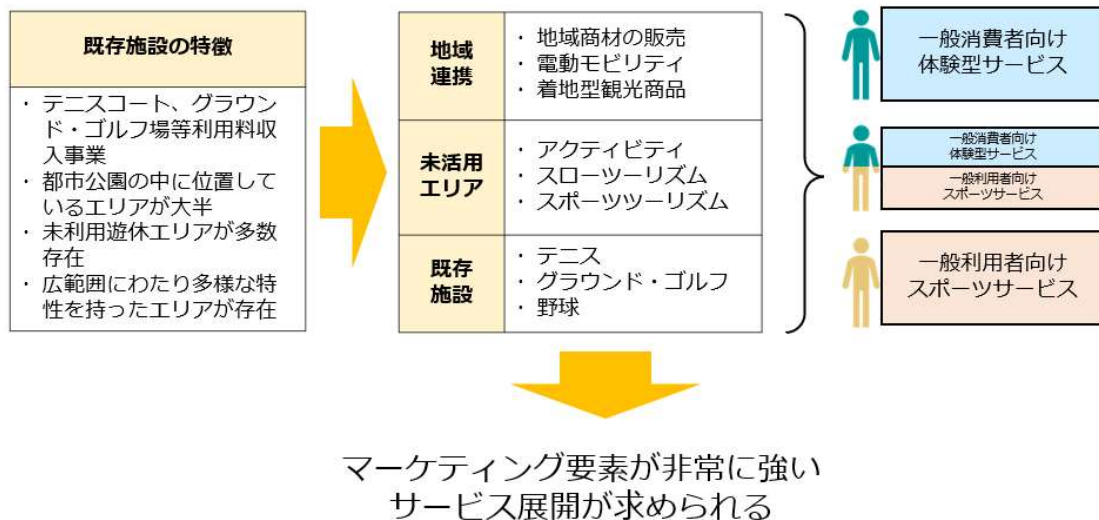 既存施設の特徴
・ テニスコート、グラウン
ド・ゴルフ場等利用料収
入事業
・ 都市公園の中に位置して
いるエリアが大半
・ 未利用遊休エリアが多数
存在
・ 広範囲にわたり多様な特
性を持ったエリアが存在
地域
連携
・ 地域商材の販売
・ 電動モビリティ
・ 着地型観光商品
未活用
エリア
・ アクティビティ
・ スローツーリズム
・ スポーツツーリズム
既存
施設
・ テニス
・ グラウンド・ゴルフ
・ 野球
一般消費者向け
体験型サービス
一般消費者向け
体験型サービス
一般利用者向け
スポーツサービス
一般利用者向け
スポーツサービス
マーケティング要素が非常に強い
サービス展開が求められる